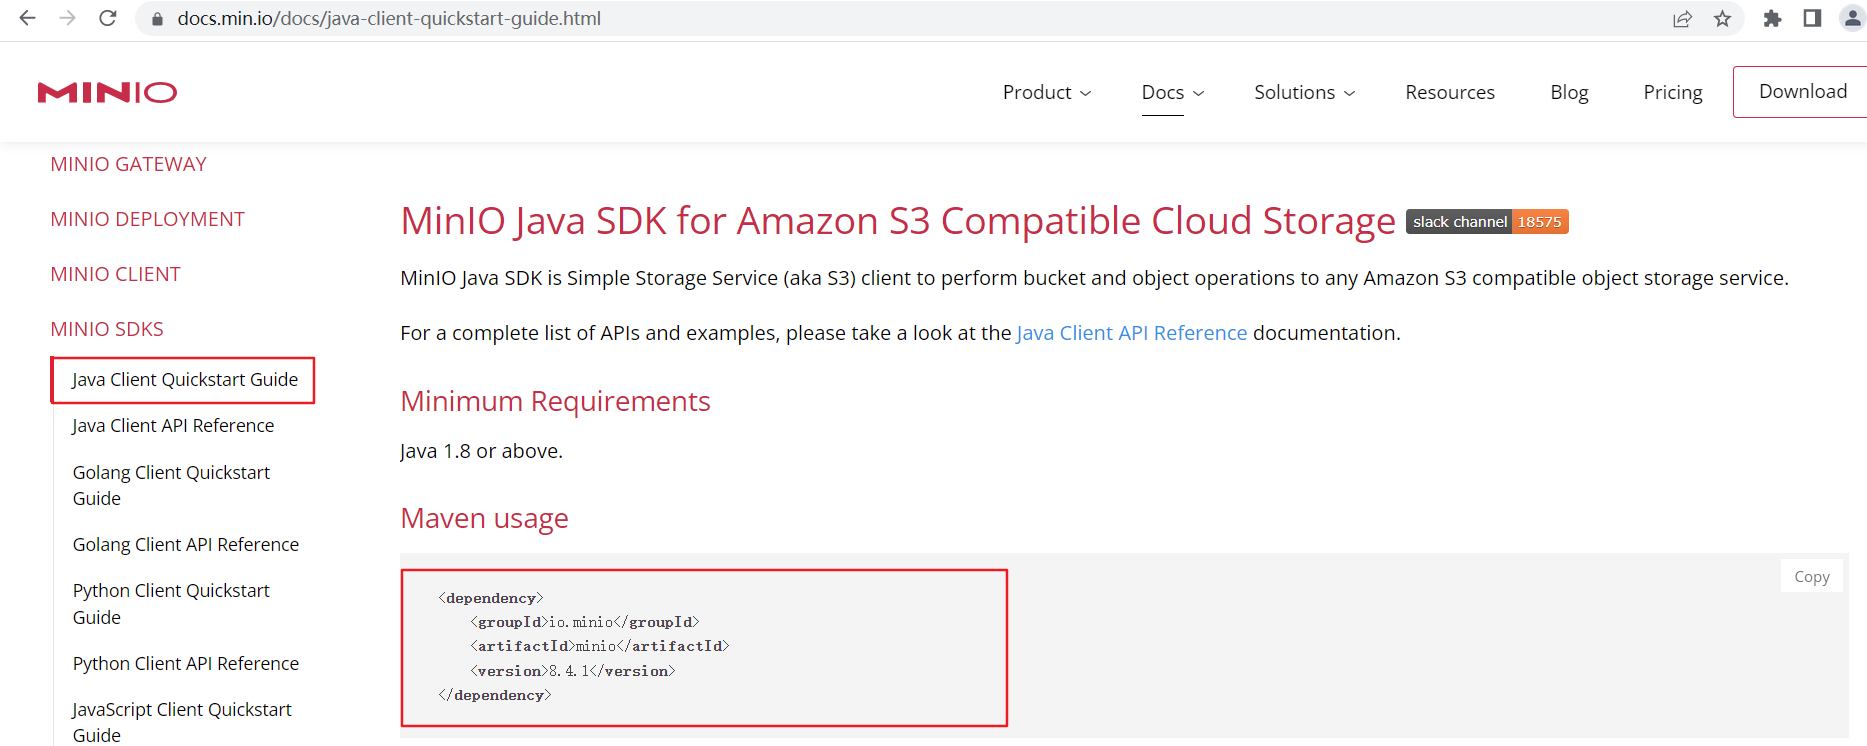 docs.min.io/docs/java-client-quickstart-guide.html
MINIO
Product
Docs
Solutions
Resources
Blog
Pricing
Download
MINIO GATEWAY
MINIO DEPLOYMENT
MINIO CLIENT
MINIO SDKS
Java Client Quickstart Guide
Java Client API Reference
Golang Client Quickstart
Guide
Golang Client API Reference
Python Client Quickstart
Guide
Python Client API Reference
JavaScript Client Quickstart
Guide
MinIO Java SDK for Amazon S3 Compatible Cloud Storage slack channel 18575
MinIO Java SDK is Simple Storage Service (aka S3) client to perform bucket and object operations to any Amazon S3 compatible object storage service.
For a complete list of APIs and examples, please take a look at the Java Client API Reference documentation.
Minimum Requirements
Java 1.8 or above.
Maven usage
Copy
<dependency>
    <groupId>io.minio</groupId>
    <artifactId>minio</artifactId>
    <version>8.4.1</version>
</dependency>